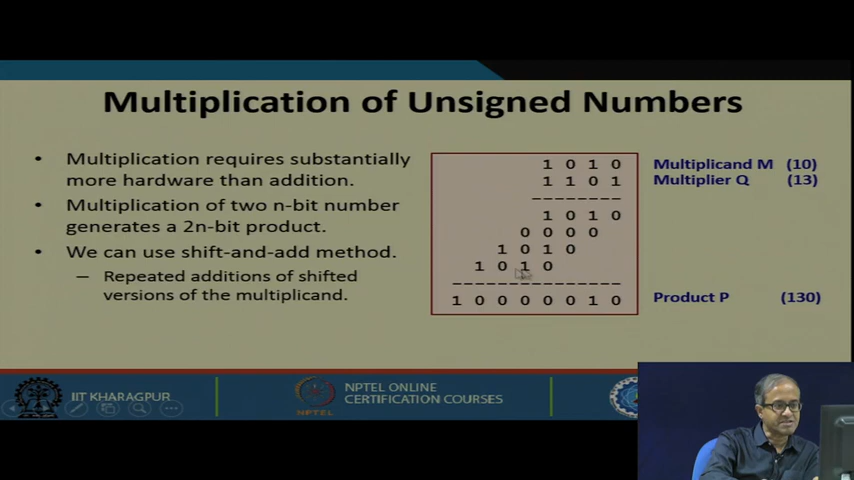 Multiplication of Unsigned Numbers
• Multiplication requires substantially
more hardware than addition.
• Multiplication of two n-bit number
generates a 2n-bit product.
• We can use shift-and-add method.
– Repeated additions of shifted
versions of the multiplicand.
1 0 1 0 Multiplicand M (10)
1 1 0 1 Multiplier Q (13)
--------
1 0 1 0
0 0 0 0
1 0 1 0
1 0 1 0
---------------
1 0 0 0 0 0 1 0 Product P (130)
IIT KHARAGPUR
NPTEL
NPTEL ONLINE
CERTIFICATION COURSES